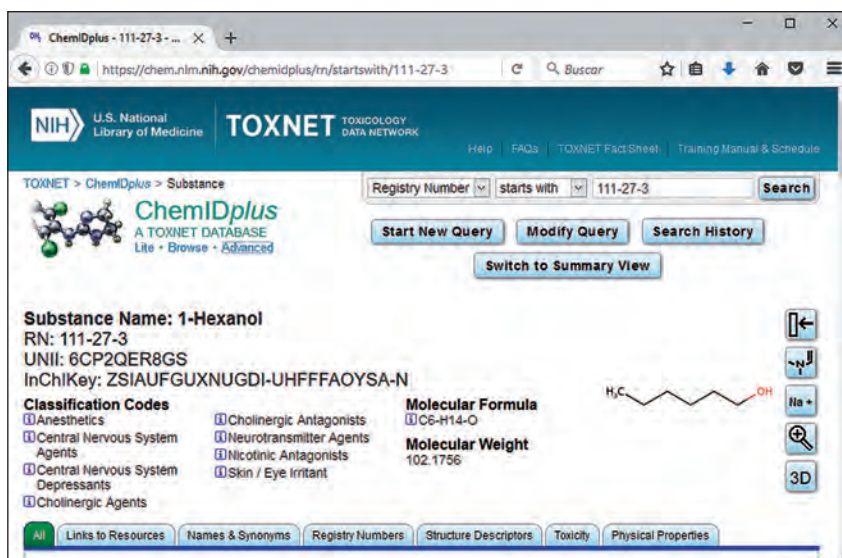 ChemIDplus - 111-27-3 - ...
https://chem.nlm.nih.gov/chemidplus/rn/startswith/111-27-3
Buscar
NIH
U.S. National
Library of Medicine
TOXNET
TOXICOLOGY
DATA NETWORK
Help
FAQs
TOXNET Fact Sheet
Training Manual & Schedule
TOXNET > ChemIDplus > Substance
Registry Number
starts with
111-27-3
Search
ChemIDplus
A TOXNET DATABASE
Lite • Browse • Advanced
Start New Query
Modify Query
Search History
Switch to Summary View
Substance Name: 1-Hexanol
RN: 111-27-3
UNII: 6CP2QER8GS
InChIKey: ZSIAUFGUXNUGDI-UHFFFAOYSA-N
Classification Codes
Anesthetics
Central Nervous System
Agents
Central Nervous System
Depressants
Cholinergic Agents
Cholinergic Antagonists
Neurotransmitter Agents
Nicotinic Antagonists
Skin / Eye Irritant
Molecular Formula
C6-H14-O
Molecular Weight
102.1756
H₃C
OH
N
Na +
3D
All
Links to Resources
Names & Synonyms
Registry Numbers
Structure Descriptors
Toxicity
Physical Properties